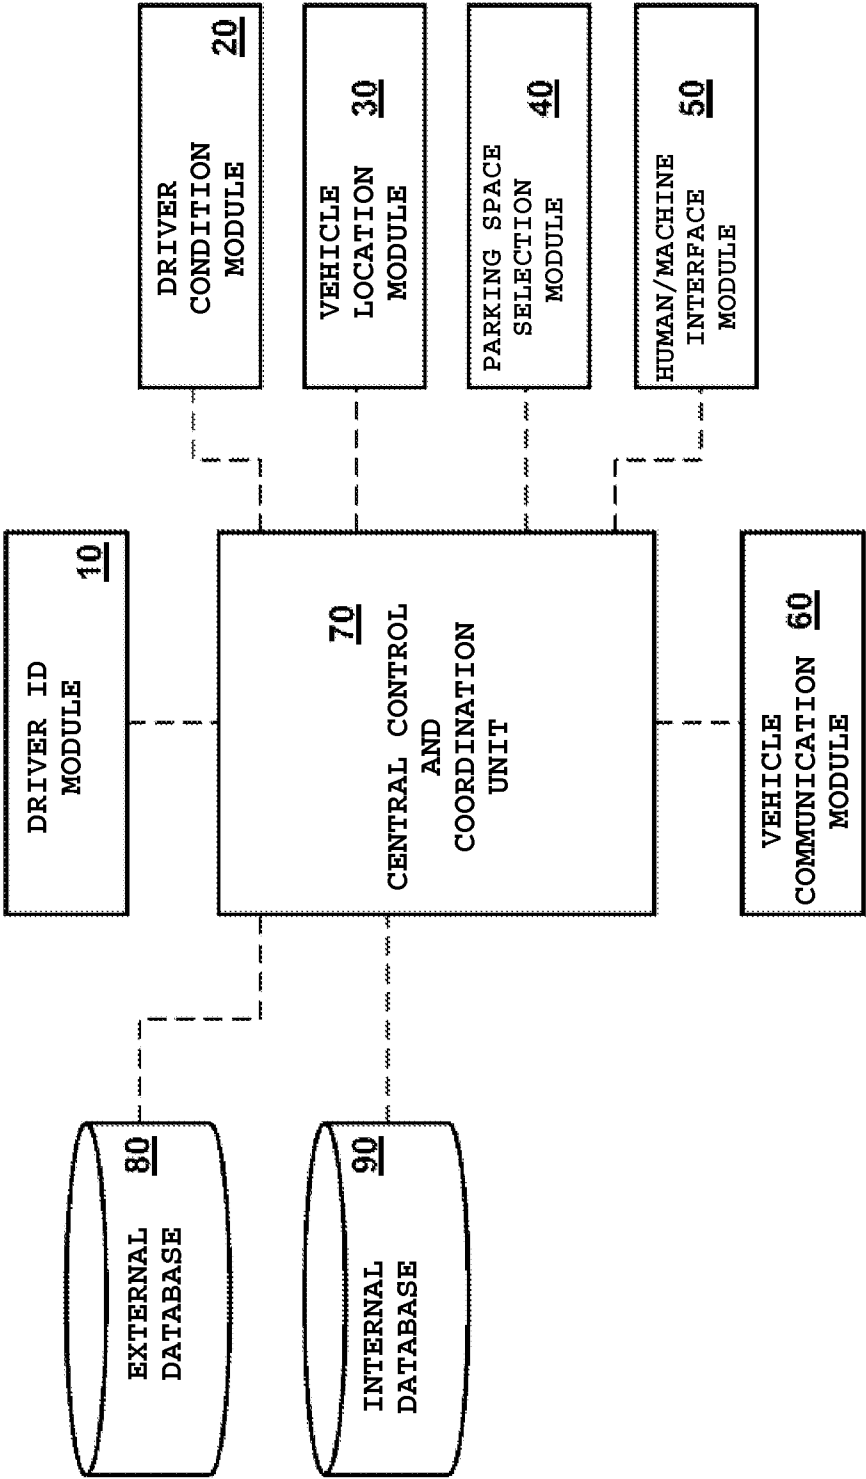 DRIVER ID
MODULE
10
DRIVER
CONDITION
MODULE
20
VEHICLE
LOCATION
MODULE
30
PARKING SPACE
SELECTION
MODULE
40
HUMAN/MACHINE
INTERFACE
MODULE
50
70
CENTRAL CONTROL
AND
COORDINATION
UNIT
VEHICLE
COMMUNICATION
MODULE
60
EXTERNAL
DATABASE
80
INTERNAL
DATABASE
90